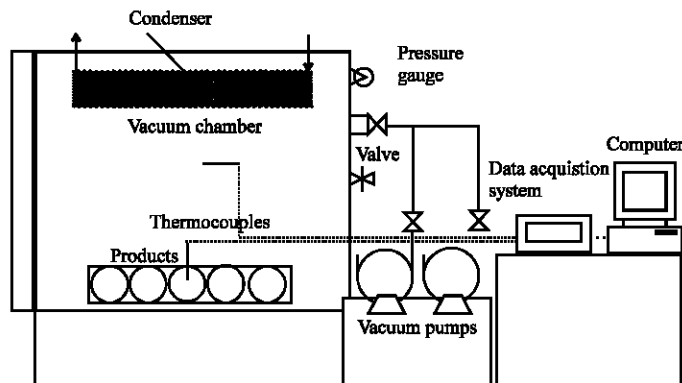 Condenser
Pressure
gauge
Vacuum chamber
Valve
Computer
Data acquistion
system
Thermocouples
Products
Vacuum pumps